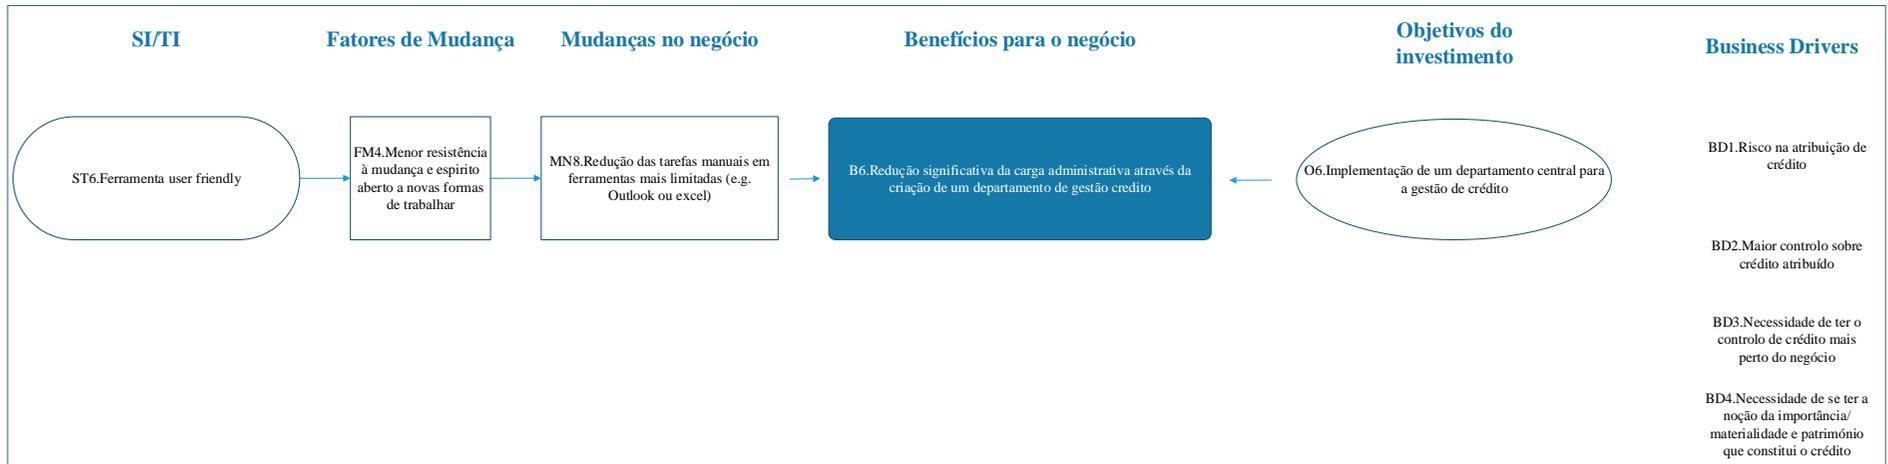 SI/TI
Fatores de Mudança
Mudanças no negócio
Benefícios para o negócio
Objetivos do
investimento
Business Drivers
ST6.Ferramenta user friendly
FM4.Menor resistência
à mudança e espirito
aberto a novas formas
de trabalhar
MN8.Redução das tarefas manuais em
ferramentas mais limitadas (e.g.
Outlook ou excel)
B6.Redução significativa da carga administrativa através da
criação de um departamento de gestão credito
O6.Implementação de um departamento central para
a gestão de crédito
BD1.Risco na atribuição de
crédito
BD2.Maior controlo sobre
crédito atribuído
BD3.Necessidade de ter o
controlo de crédito mais
perto do negócio
BD4.Necessidade de se ter a
noção da importância/
materialidade e património
que constitui o crédito